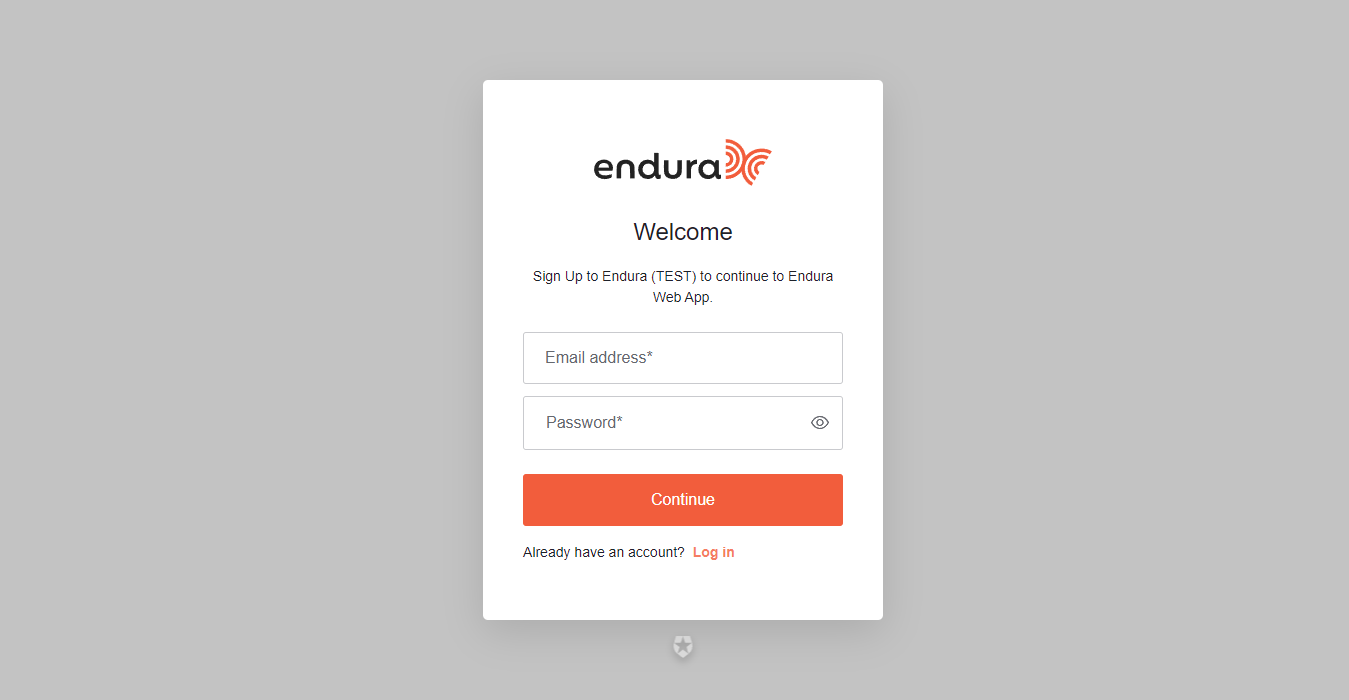 endura
Welcome
Sign Up to Endura (TEST) to continue to Endura
Web App.
Email address*
Password*
Continue
Already have an account? Log in